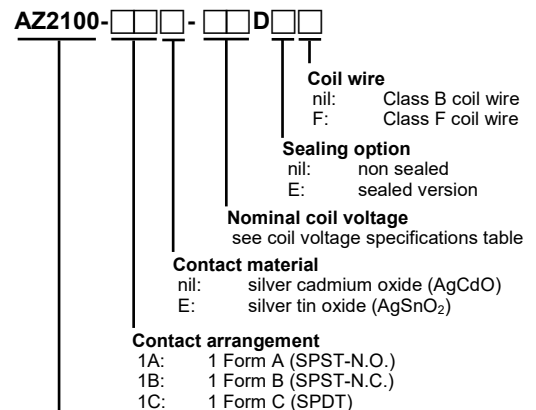 AZ2100-□□□-□□D□□
Coil wire
nil: Class B coil wire
F: Class F coil wire
Sealing option
nil: non sealed
E: sealed version
Nominal coil voltage
see coil voltage specifications table
Contact material
nil: silver cadmium oxide (AgCdO)
E: silver tin oxide (AgSnO₂)
Contact arrangement
1A: 1 Form A (SPST-N.O.)
1B: 1 Form B (SPST-N.C.)
1C: 1 Form C (SPDT)